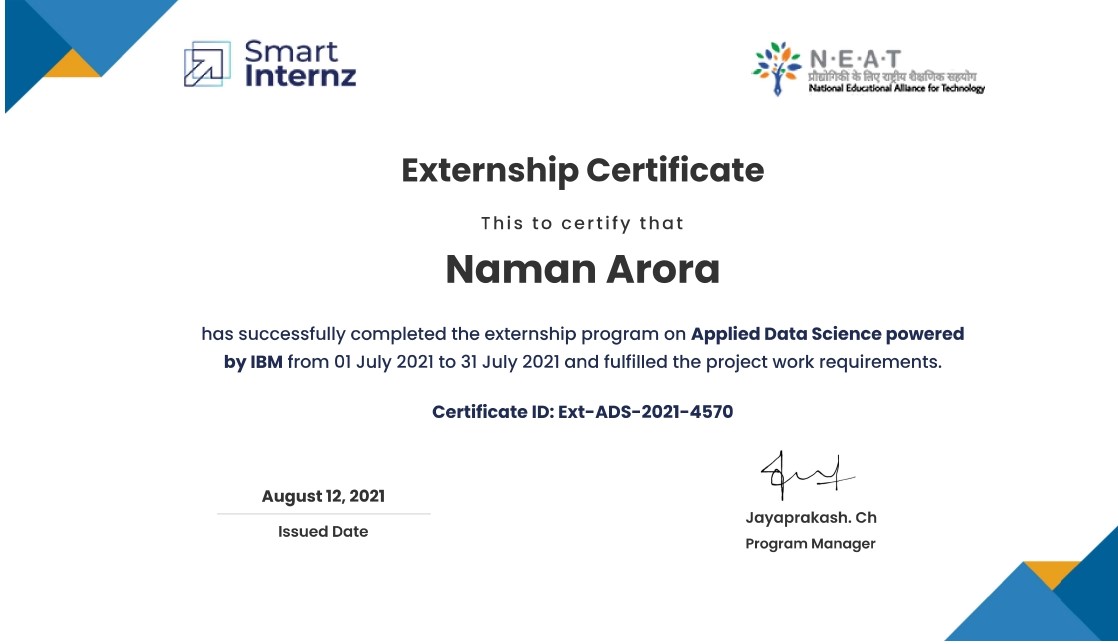 Smart
Internz
N·E·A·T
प्रौद्योगिकी के लिए राष्ट्रीय शैक्षणिक सहयोग
National Educational Alliance for Technology
Externship Certificate
This to certify that
Naman Arora
has successfully completed the externship program on Applied Data Science powered
by IBM from 01 July 2021 to 31 July 2021 and fulfilled the project work requirements.
Certificate ID: Ext-ADS-2021-4570
August 12, 2021
Issued Date
Jayaprakash. Ch
Program Manager